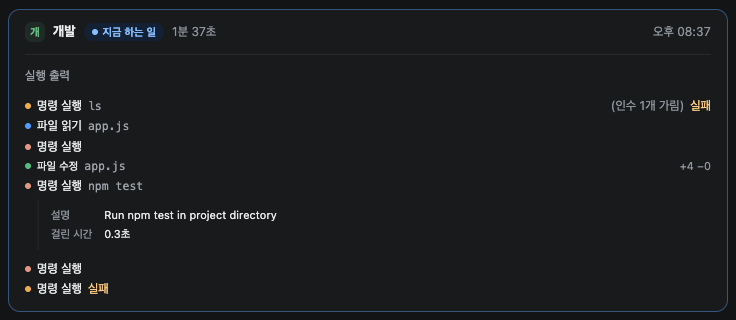 개 개발 지금 하는 일 1분 37초 오후 08:37
실행 출력
명령 실행 ls (인수 1개 가림) 실패
파일 읽기 app.js
명령 실행
파일 수정 app.js +4 −0
명령 실행 npm test
설명 Run npm test in project directory
걸린 시간 0.3초
명령 실행
명령 실행 실패